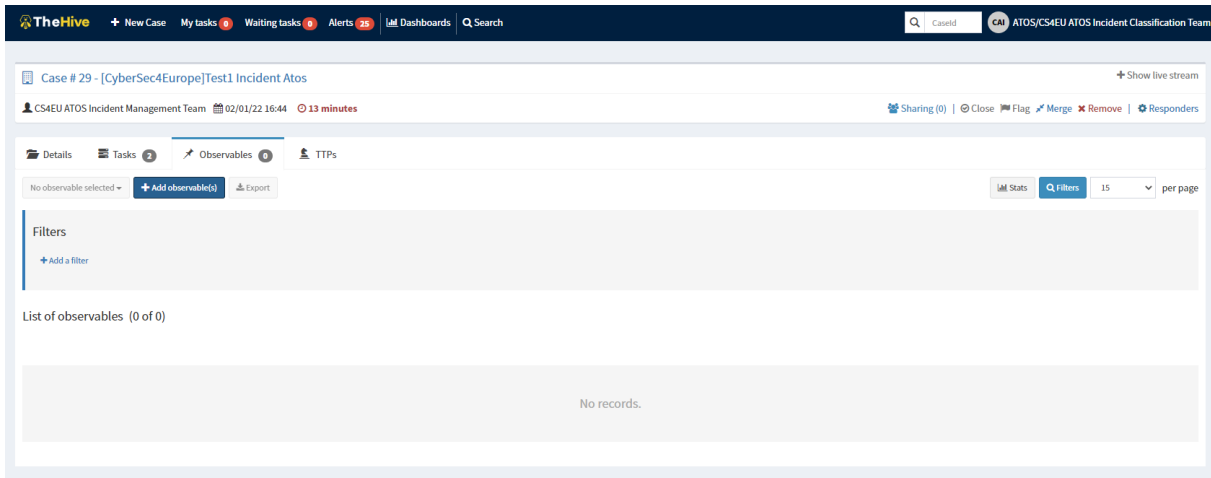 TheHive + New Case My tasks 0 Waiting tasks 0 Alerts 25 Dashboards Search CaseId CAI ATOS/CS4EU ATOS Incident Classification Team
Case # 29 - [CyberSec4Europe]Test1 Incident Atos + Show live stream
CS4EU ATOS Incident Management Team 02/01/22 16:44 13 minutes Sharing (0) | Close Flag Merge Remove | Responders
Details Tasks 2 Observables 0 TTPs
No observable selected + Add observable(s) Export Stats Filters 15 per page
Filters
+ Add a filter
List of observables (0 of 0)
No records.